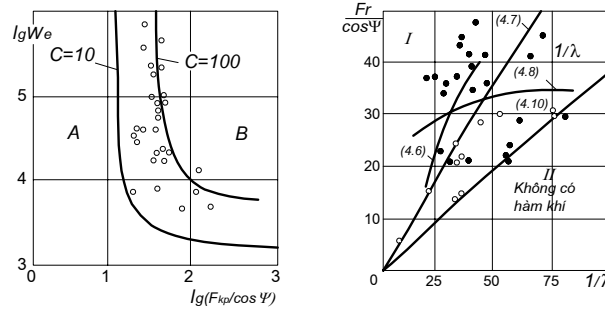 lgWe
C=10
C=100
5
A
B
4
0
1
2
3
lg(Fkp/cosΨ)
Fr
cosΨ
I
(4.7)
40
1/λ
(4.8)
30
(4.10)
20
(4.6)
II
Không có
hàm khí
10
0
25
50
75
1/λ